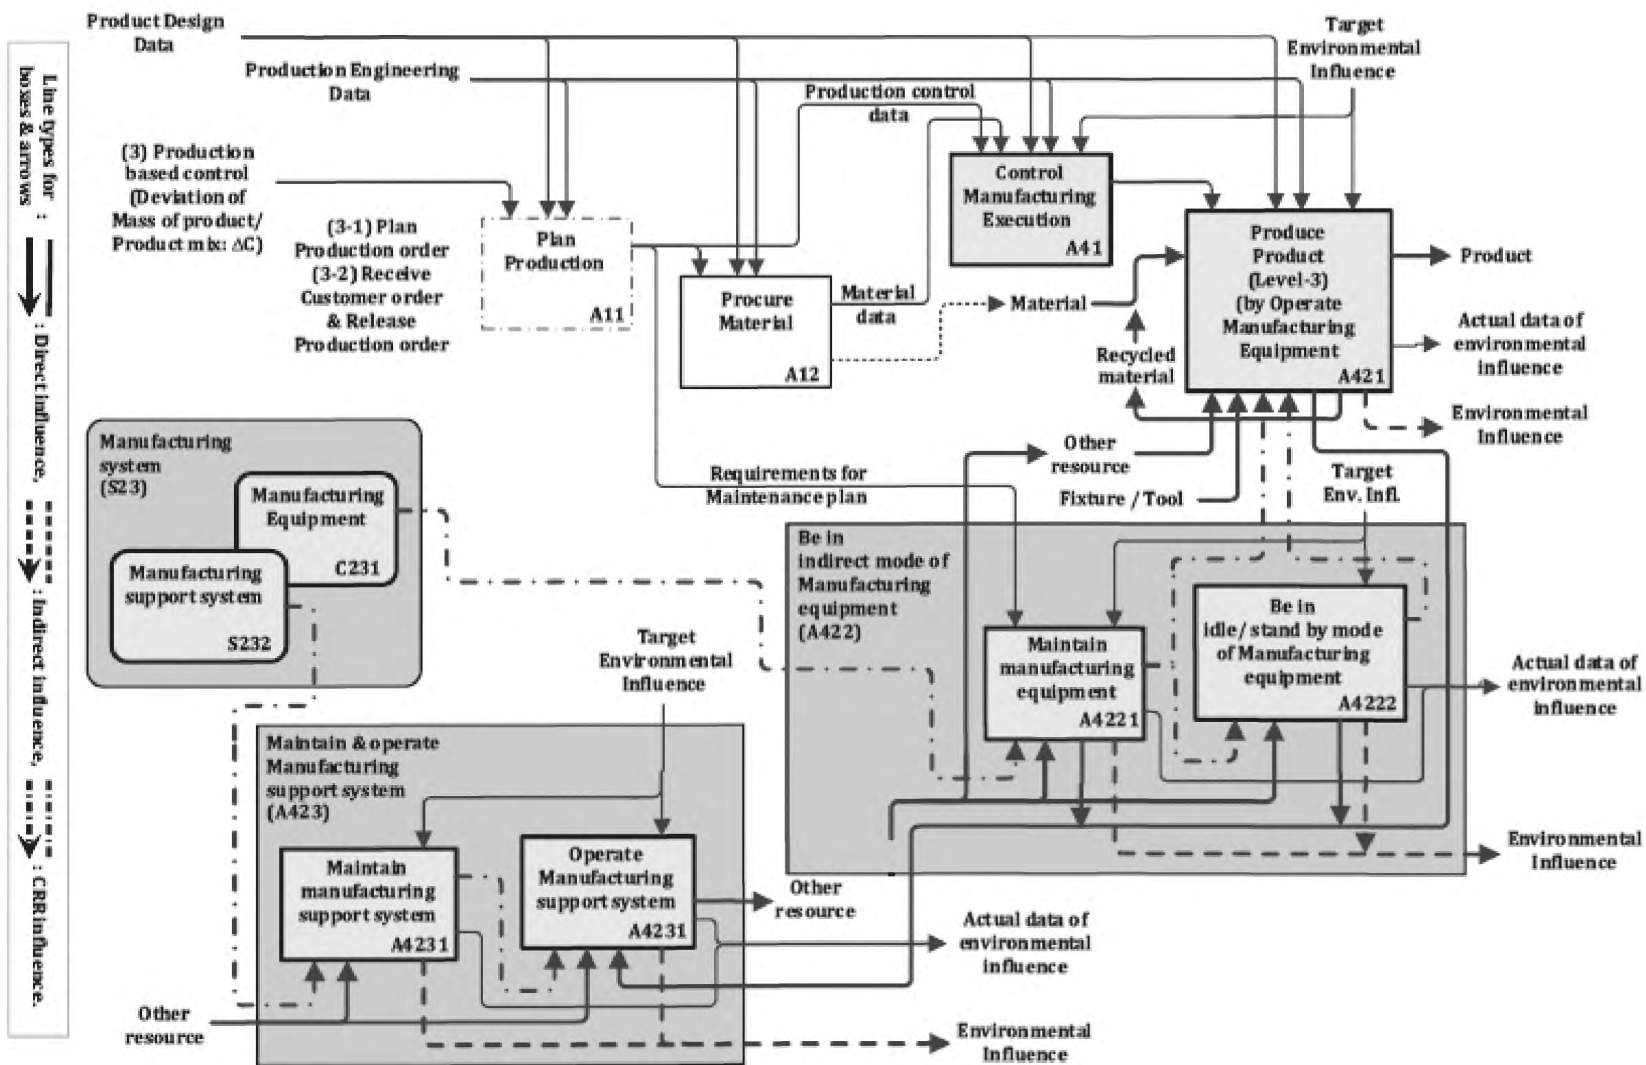 Product Design
Data
Production Engineering
Data
Target
Environmental
Influence
Production control
data
Line types for :
boxes & arrows
: Direct influence,
: Indirect influence,
: CRR influence.
(3) Production
based control
(Deviation of
Mass of product/
Product mix: ΔC)
(3-1) Plan
Production order
(3-2) Receive
Customer order
& Release
Production order
Plan
Production
A11
Procure
Material
A12
Material
data
Control
Manufacturing
Execution
A41
Material
Recycled
material
Produce
Product
(Level-3)
(by Operate
Manufacturing
Equipment
A421
Product
Actual data of
environmental
influence
Environmental
Influence
Manufacturing
system
(S23)
Manufacturing
Equipment
C231
Manufacturing
support system
S232
Requirements for
Maintenance plan
Other
resource
Fixture / Tool
Target
Env. Infl.
Be in
indirect mode of
Manufacturing
equipment
(A422)
Maintain
manufacturing
equipment
A4221
Be in
idle/ stand by mode
of Manufacturing
equipment
A4222
Actual data of
environmental
influence
Environmental
Influence
Target
Environmental
Influence
Maintain & operate
Manufacturing
support system
(A423)
Maintain
manufacturing
support system
A4231
Operate
Manufacturing
support system
A4231
Other
resource
Actual data of
environmental
influence
Other
resource
Environmental
Influence